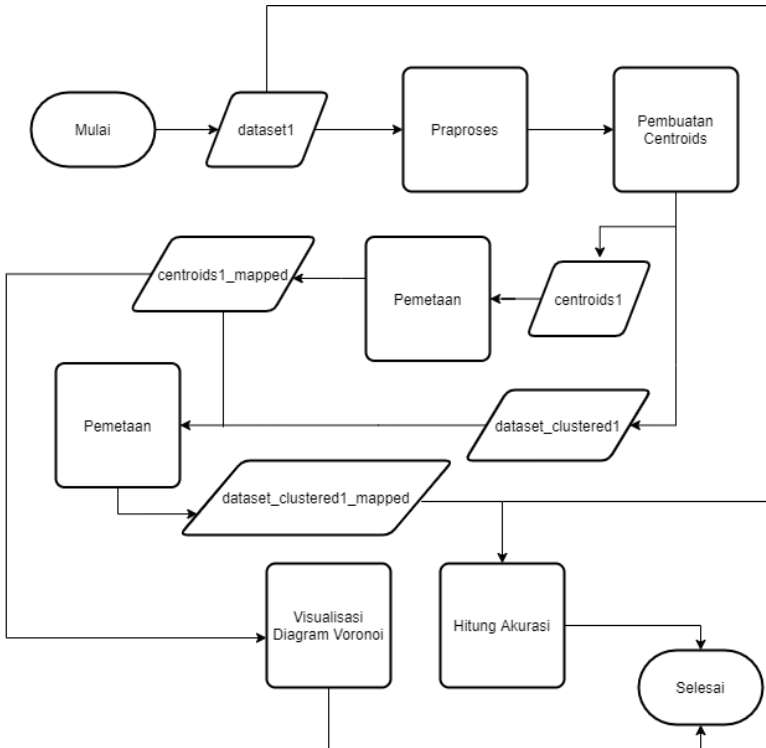 Mulai
dataset1
Praproses
Pembuatan
Centroids
centroids1_mapped
Pemetaan
centroids1
Pemetaan
dataset_clustered1
dataset_clustered1_mapped
Visualisasi
Diagram Voronoi
Hitung Akurasi
Selesai